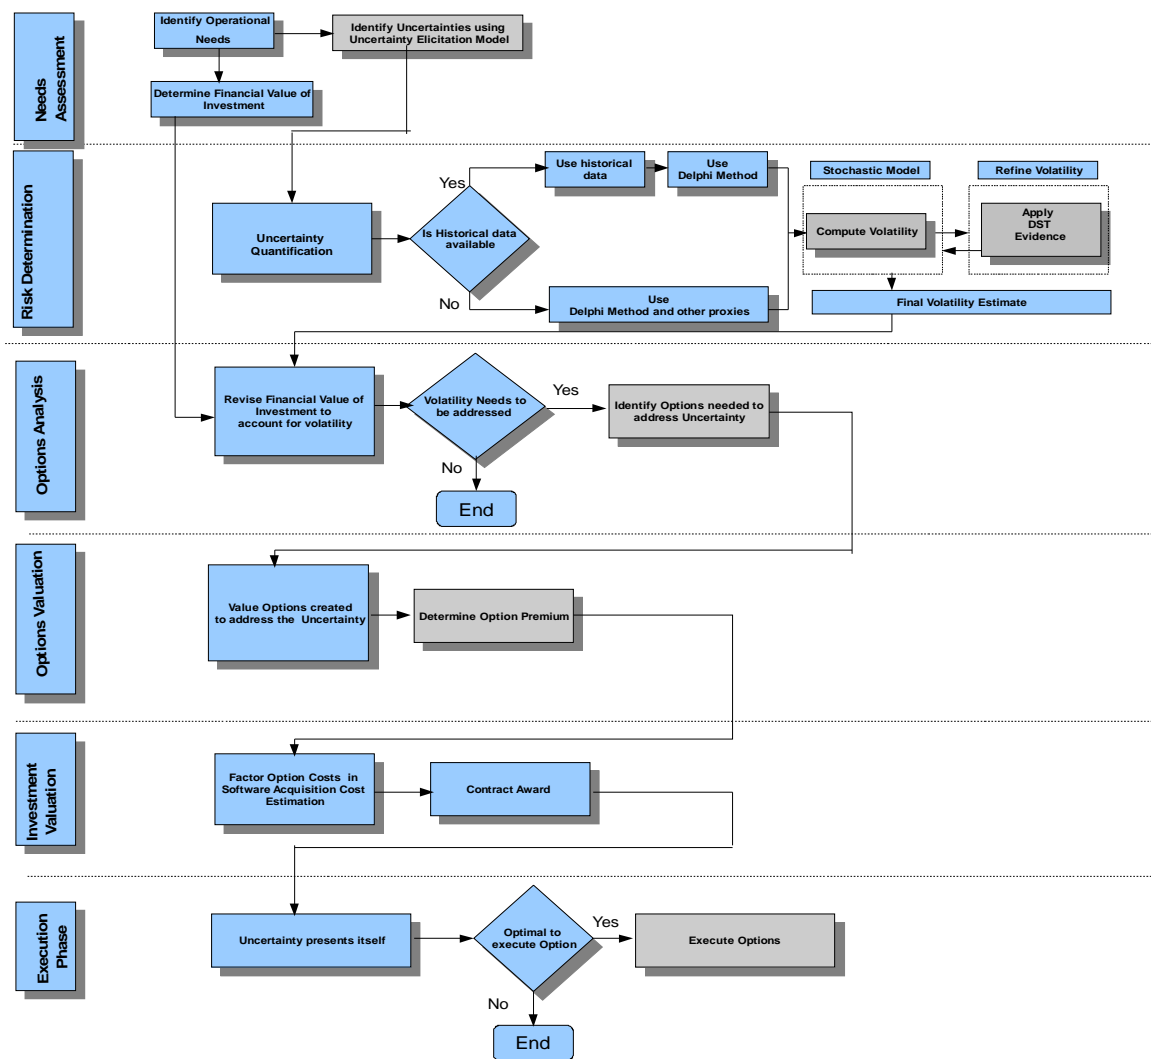 Needs
Assessment
Identify Operational
Needs
Identify Uncertainties using
Uncertainty Elicitation Model
Determine Financial Value of
Investment
Risk Determination
Uncertainty
Quantification
Is Historical data
available
Yes
No
Use historical
data
Use
Delphi Method
Use
Delphi Method and other proxies
Stochastic Model
Compute Volatility
Refine Volatility
Apply
DST
Evidence
Final Volatility Estimate
Options Analysis
Revise Financial Value of
Investment to
account for volatility
Volatility Needs to
be addressed
Yes
No
End
Identify Options needed to
address Uncertainty
Options Valuation
Value Options created
to address the Uncertainty
Determine Option Premium
Investment
Valuation
Factor Option Costs in
Software Acquisition Cost
Estimation
Contract Award
Execution
Phase
Uncertainty presents itself
Optimal to
execute Option
Yes
No
End
Execute Options